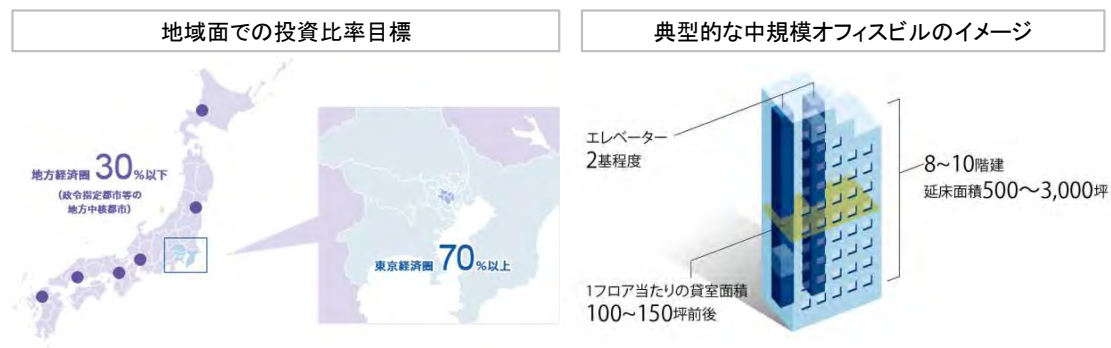 地域面での投資比率目標
地方経済圏 30%以下
(政令指定都市等の
地方中核都市)
東京経済圏 70%以上
典型的な中規模オフィスビルのイメージ
エレベーター
2基程度
8~10階建
延床面積500~3,000坪
1フロア当たりの貸室面積
100~150坪前後